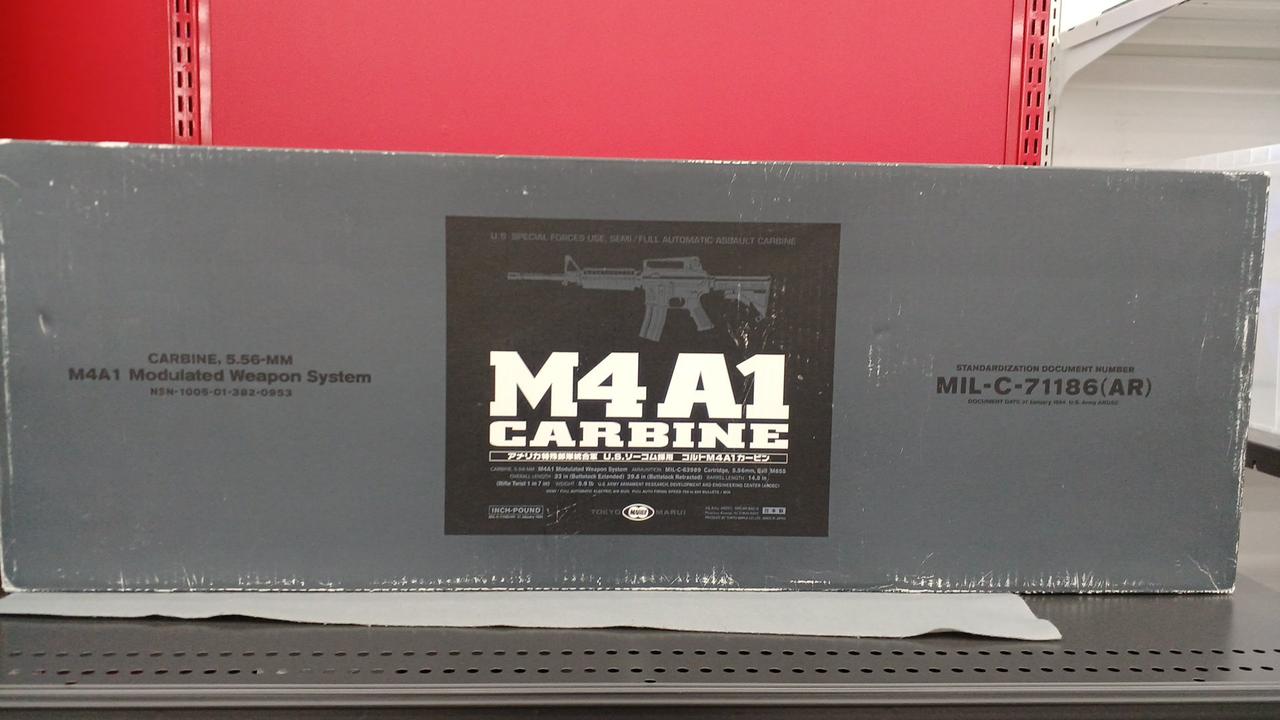 CARBINE, 5.56-MM
M4A1 Modulated Weapon System
NSN-1005-01-382-0953
U.S. SPECIAL FORCES USE, SEMI/FULL AUTOMATIC ASSAULT CARBINE
M4A1
CARBINE
アメリカ特殊部隊統合軍 U.S.ソーコム採用 コルトM4A1カービン
CARBINE, 5.56-MM M4A1 Modulated Weapon System AMMUNITION MIL-C-63989 Cartridge, 5.56mm, Ball M855
OVERALL LENGTH 33 in (Buttstock Extended) 29.8 in (Buttstock Retracted) BARREL LENGTH 14.5 in
(Rifle Twist 1 in 7 in) WEIGHT U.S. ARMY ARMAMENT RESEARCH, DEVELOPMENT AND ENGINEERING CENTER (ARDEC)
INCH-POUND
TOKYO MARUI MARUI
STANDARDIZATION DOCUMENT NUMBER
MIL-C-71186(AR)
DOCUMENT DATE January U.S. Army ARDEC